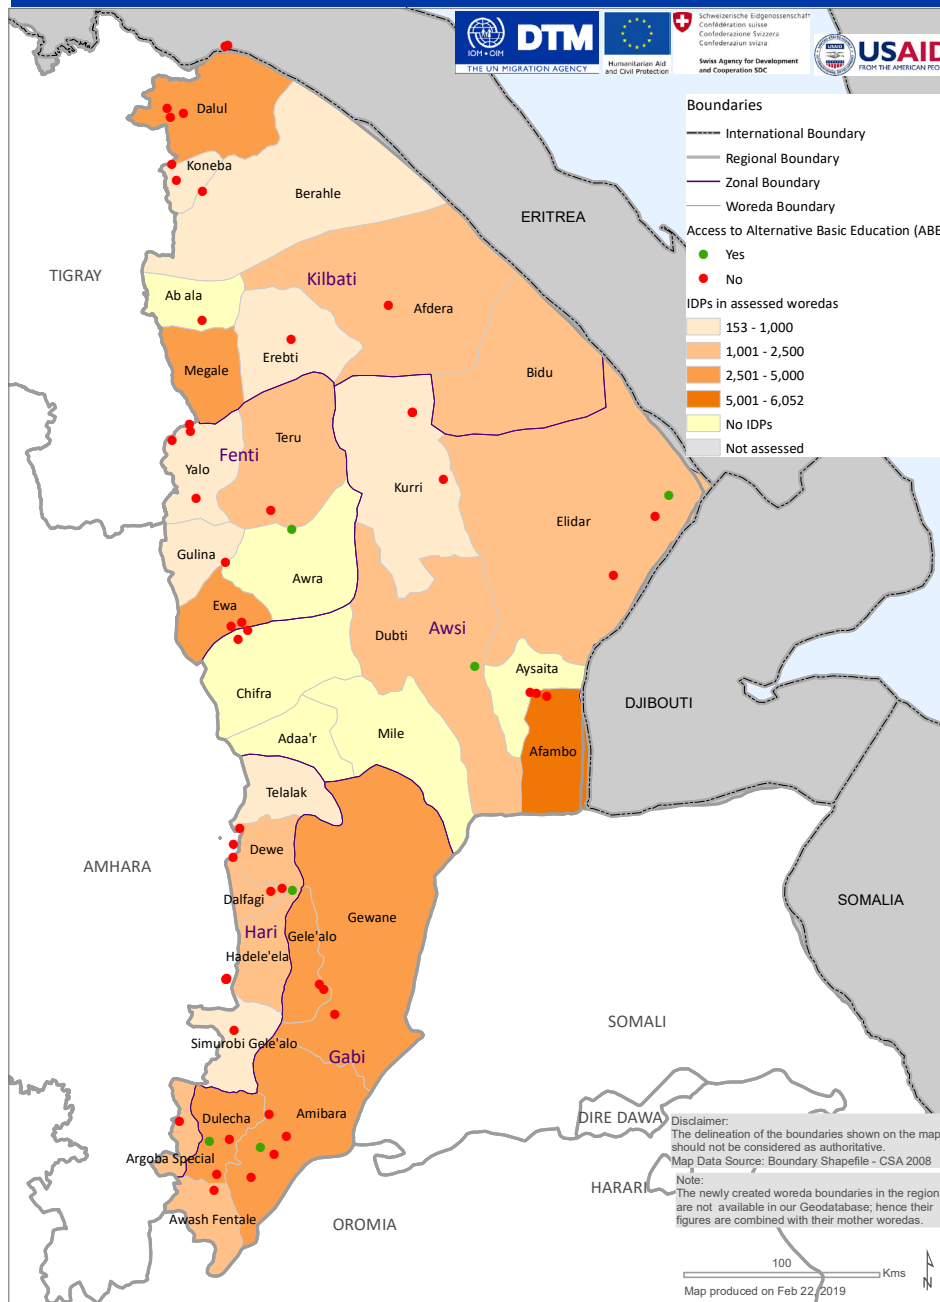 IOM • OIM
DTM
THE UN MIGRATION AGENCY
Humanitarian Aid
and Civil Protection
Schweizerische Eidgenossenschaft
Confédération suisse
Confederazione Svizzera
Confederaziun svizra
Swiss Agency for Development
and Cooperation SDC
USAID
USAID
FROM THE AMERICAN PEO
Boundaries
International Boundary
Regional Boundary
Zonal Boundary
Woreda Boundary
Access to Alternative Basic Education (ABE
Yes
No
IDPs in assessed woredas
153 - 1,000
1,001 - 2,500
2,501 - 5,000
5,001 - 6,052
No IDPs
Not assessed
Dalul
Koneba
Berahle
ERITREA
TIGRAY
Kilbati
Ab ala
Afdera
Erebti
Megale
Bidu
Teru
Fenti
Yalo
Kurri
Elidar
Gulina
Awra
Ewa
Dubti
Awsi
Aysaita
Chifra
DJIBOUTI
Adaa'r
Mile
Afambo
Telalak
Dewe
AMHARA
Dalfagi
SOMALIA
Gewane
Hari
Gele'alo
Hadele'ela
SOMALI
Simurobi Gele'alo
Gabi
Dulecha
Amibara
DIRE DAWA
Argoba Special
HARARI
Awash Fentale
OROMIA
Disclaimer:
The delineation of the boundaries shown on the map
should not be considered as authoritative.
Map Data Source: Boundary Shapefile - CSA 2008
Note:
The newly created woreda boundaries in the region
are not available in our Geodatabase; hence their
figures are combined with their mother woredas.
100
Kms
N
Map produced on Feb 22, 2019